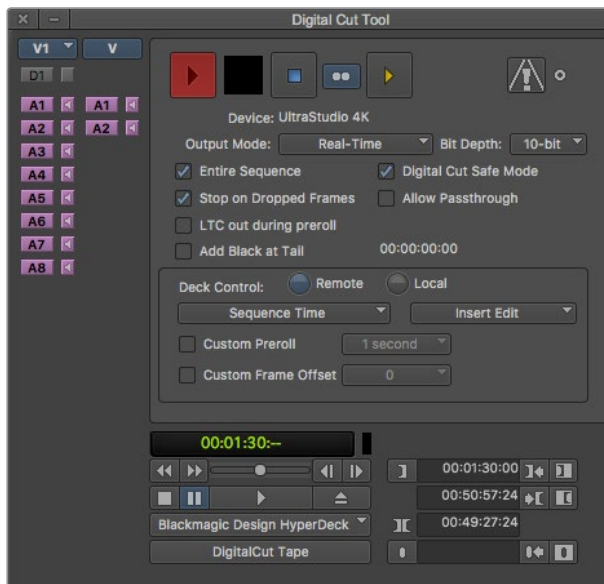 Digital Cut Tool
V1 V
D1
A1 A1
A2 A2
A3
A4
A5
A6
A7
A8
Device: UltraStudio 4K
Output Mode: Real-Time Bit Depth: 10-bit
Entire Sequence Digital Cut Safe Mode
Stop on Dropped Frames Allow Passthrough
LTC out during preroll
Add Black at Tail 00:00:00:00
Deck Control: Remote Local
Sequence Time Insert Edit
Custom Preroll 1 second
Custom Frame Offset 0
00:01:30:--
00:01:30:00
00:50:57:24
Blackmagic Design HyperDeck 00:49:27:24
DigitalCut Tape